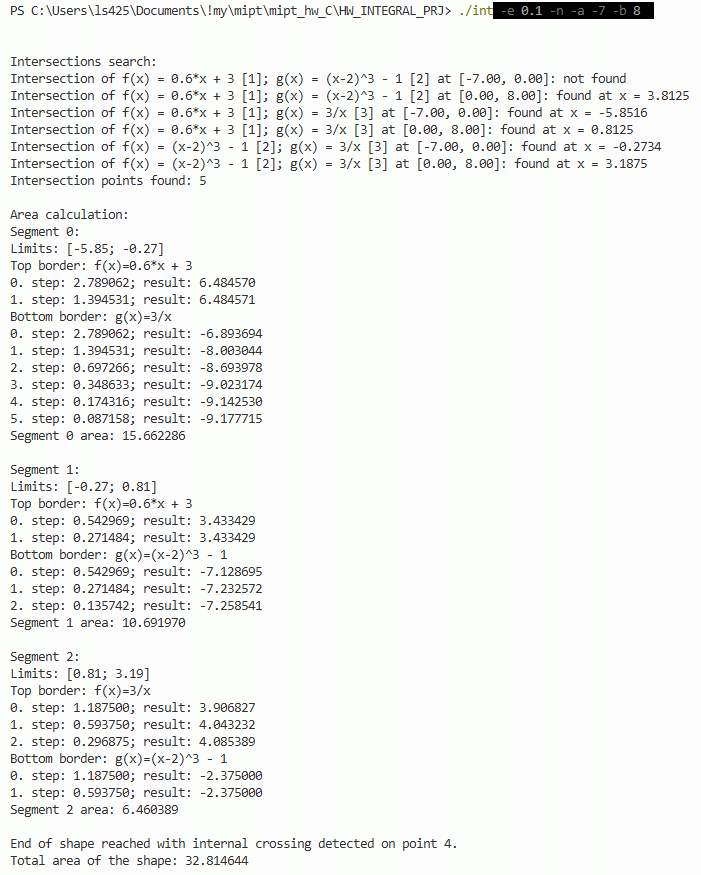 PS C:\Users\ls425\Documents\!my\mipt\mipt_hw_C\HW_INTEGRAL_PRJ> ./int -e 0.1 -n -a -7 -b 8
Intersections search:
Intersection of f(x) = 0.6*x + 3 [1]; g(x) = (x-2)^3 - 1 [2] at [-7.00, 0.00]: not found
Intersection of f(x) = 0.6*x + 3 [1]; g(x) = (x-2)^3 - 1 [2] at [0.00, 8.00]: found at x = 3.8125
Intersection of f(x) = 0.6*x + 3 [1]; g(x) = 3/x [3] at [-7.00, 0.00]: found at x = -5.8516
Intersection of f(x) = 0.6*x + 3 [1]; g(x) = 3/x [3] at [0.00, 8.00]: found at x = 0.8125
Intersection of f(x) = (x-2)^3 - 1 [2]; g(x) = 3/x [3] at [-7.00, 0.00]: found at x = -0.2734
Intersection of f(x) = (x-2)^3 - 1 [2]; g(x) = 3/x [3] at [0.00, 8.00]: found at x = 3.1875
Intersection points found: 5
Area calculation:
Segment 0:
Limits: [-5.85; -0.27]
Top border: f(x)=0.6*x + 3
0. step: 2.789062; result: 6.484570
1. step: 1.394531; result: 6.484571
Bottom border: g(x)=3/x
0. step: 2.789062; result: -6.893694
1. step: 1.394531; result: -8.003044
2. step: 0.697266; result: -8.693978
3. step: 0.348633; result: -9.023174
4. step: 0.174316; result: -9.142530
5. step: 0.087158; result: -9.177715
Segment 0 area: 15.662286
Segment 1:
Limits: [-0.27; 0.81]
Top border: f(x)=0.6*x + 3
0. step: 0.542969; result: 3.433429
1. step: 0.271484; result: 3.433429
Bottom border: g(x)=(x-2)^3 - 1
0. step: 0.542969; result: -7.128695
1. step: 0.271484; result: -7.232572
2. step: 0.135742; result: -7.258541
Segment 1 area: 10.691970
Segment 2:
Limits: [0.81; 3.19]
Top border: f(x)=3/x
0. step: 1.187500; result: 3.906827
1. step: 0.593750; result: 4.043232
2. step: 0.296875; result: 4.085389
Bottom border: g(x)=(x-2)^3 - 1
0. step: 1.187500; result: -2.375000
1. step: 0.593750; result: -2.375000
Segment 2 area: 6.460389
End of shape reached with internal crossing detected on point 4.
Total area of the shape: 32.814644